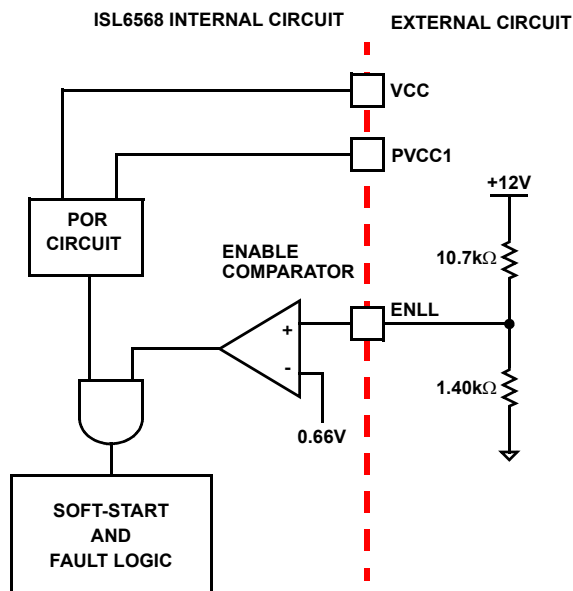 ISL6568 INTERNAL CIRCUIT
EXTERNAL CIRCUIT
VCC
PVCC1
+12V
POR
CIRCUIT
10.7kΩ
ENABLE
COMPARATOR
ENLL
+
-
1.40kΩ
0.66V
SOFT-START
AND
FAULT LOGIC